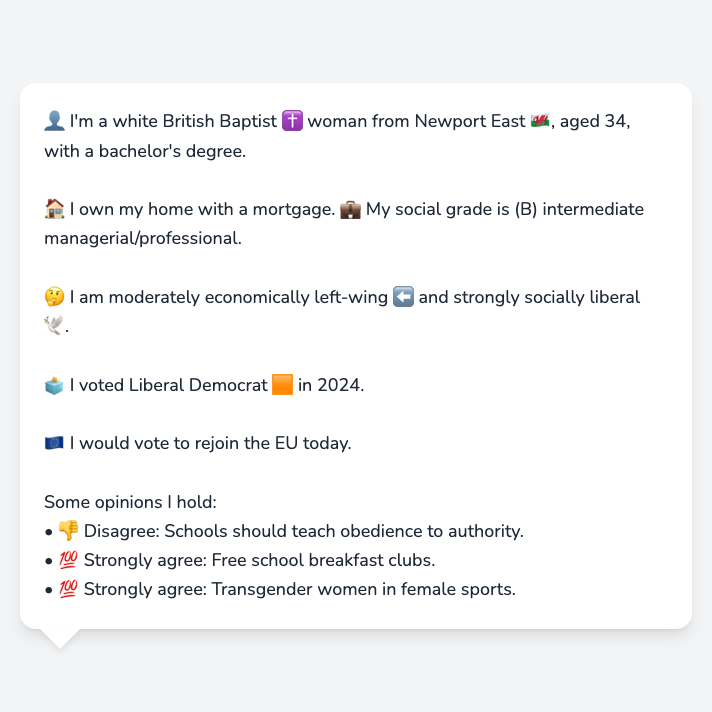 👤 I'm a white British Baptist ✝️ woman from Newport East 🏴󠁧󠁢󠁷󠁬󠁳󠁿, aged 34,
with a bachelor's degree.
🏠 I own my home with a mortgage. 💼 My social grade is (B) intermediate
managerial/professional.
🤔 I am moderately economically left-wing ⬅️ and strongly socially liberal
🕊️.
🗳️ I voted Liberal Democrat 🟧 in 2024.
🇪🇺 I would vote to rejoin the EU today.
Some opinions I hold:
• 👎 Disagree: Schools should teach obedience to authority.
• 💯 Strongly agree: Free school breakfast clubs.
• 💯 Strongly agree: Transgender women in female sports.